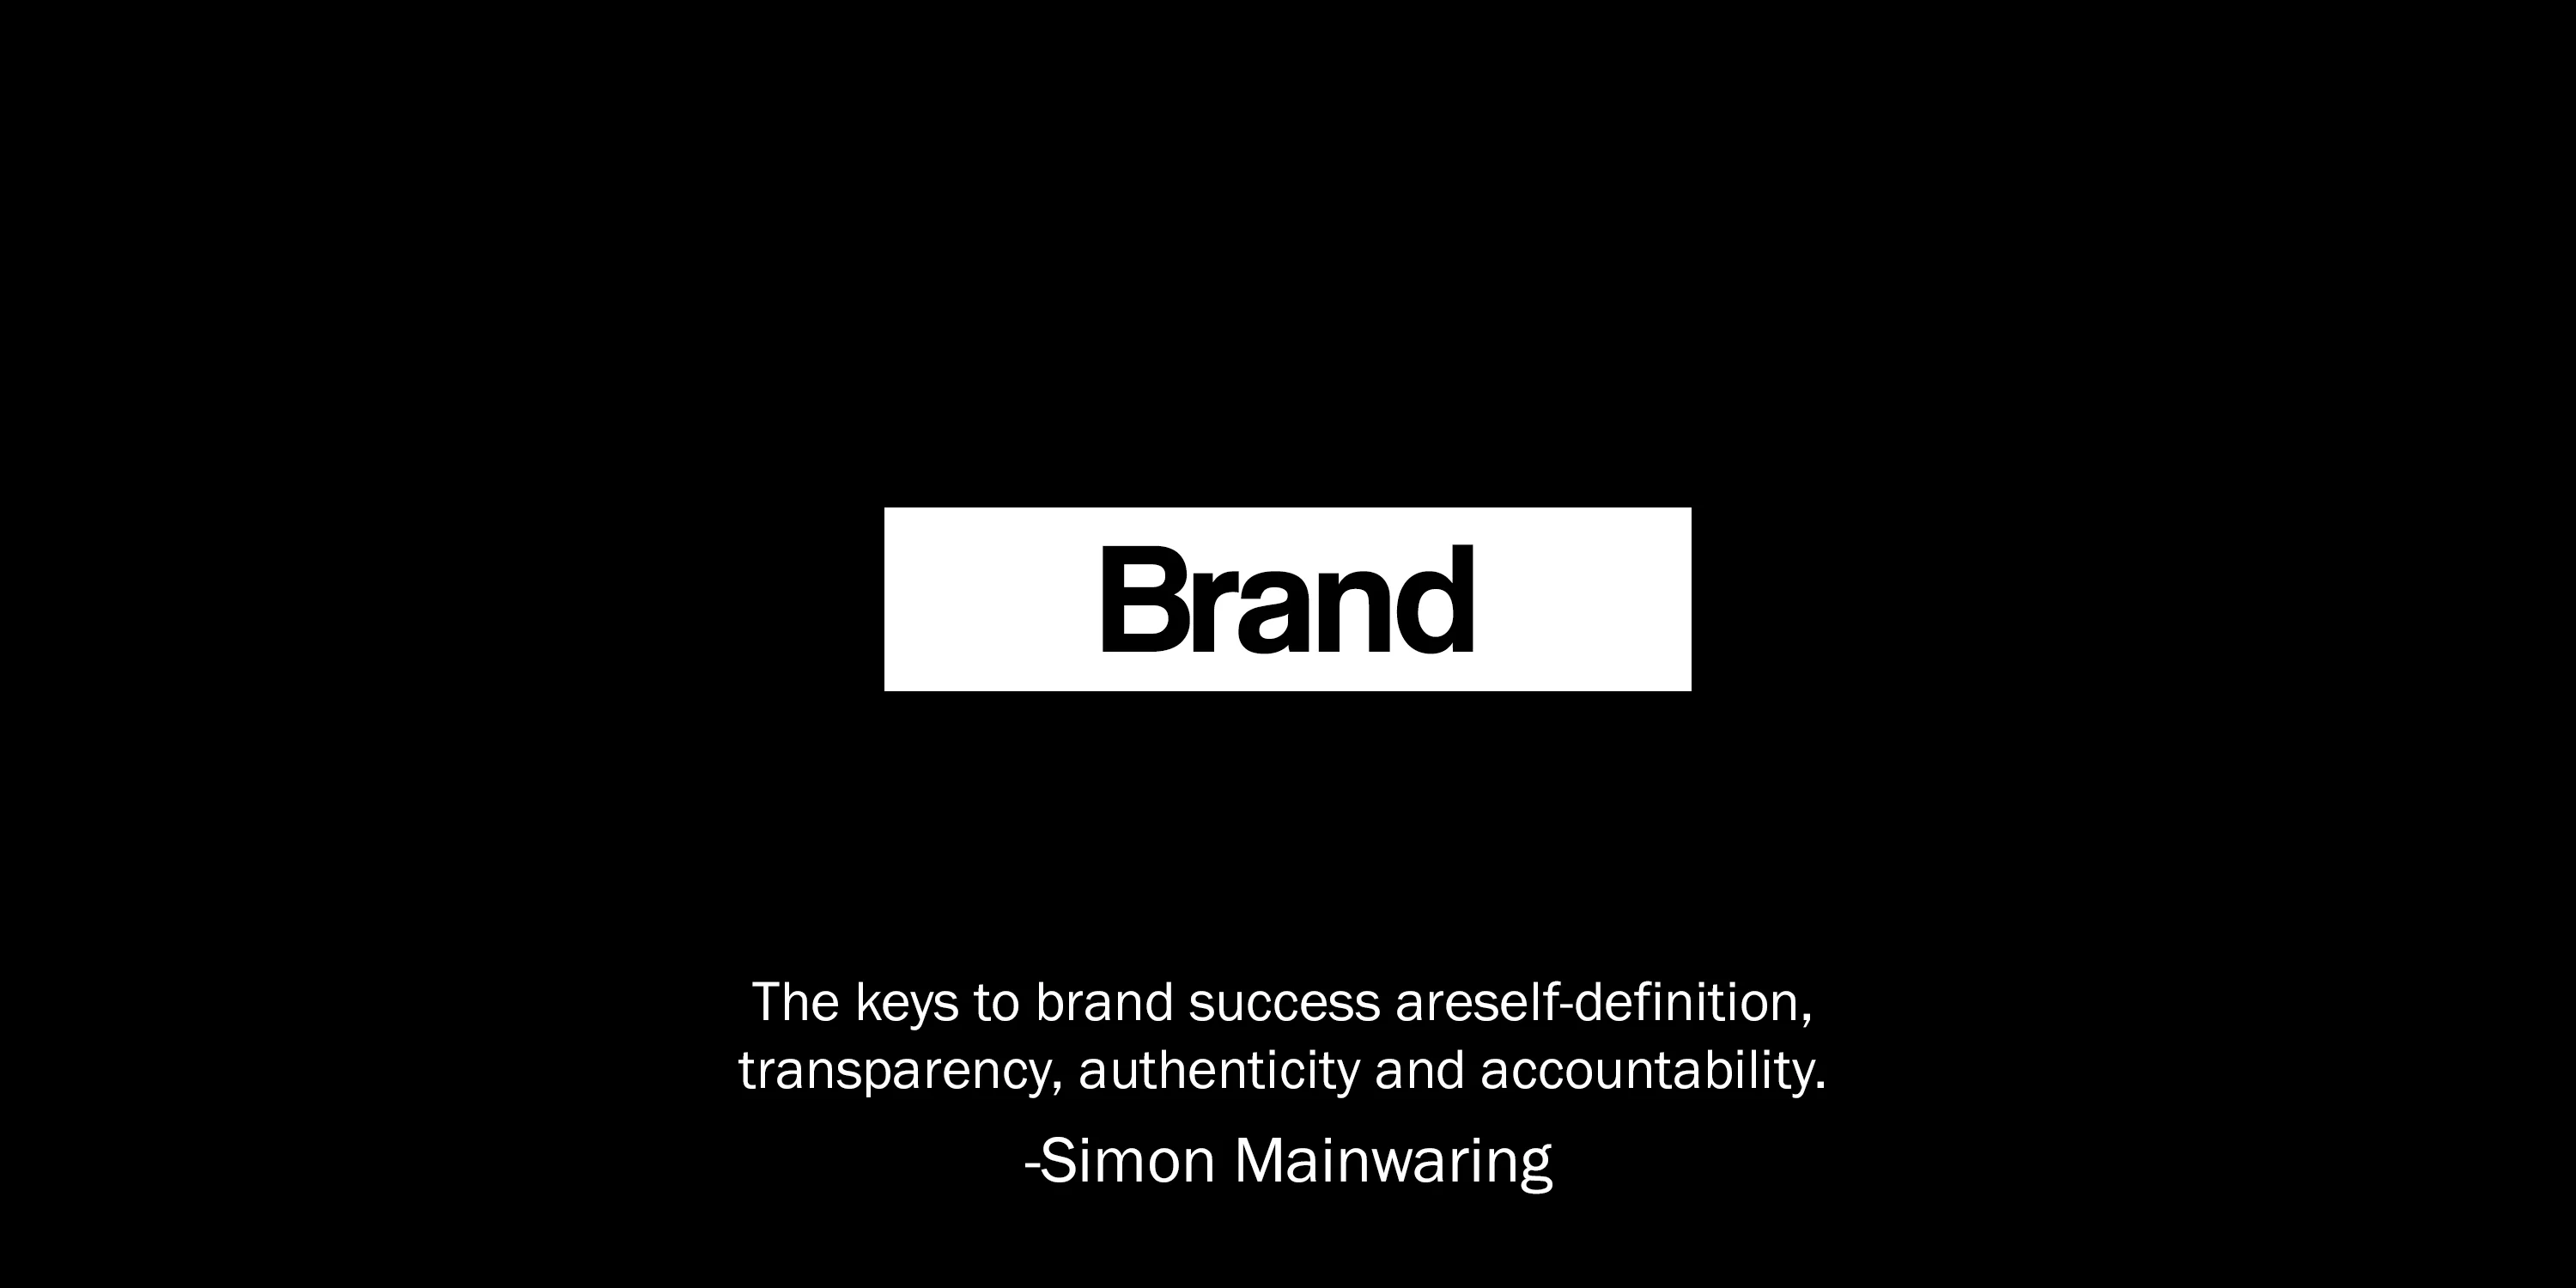 Brand
The keys to brand success areself-definition,
transparency, authenticity and accountability.
-Simon Mainwaring